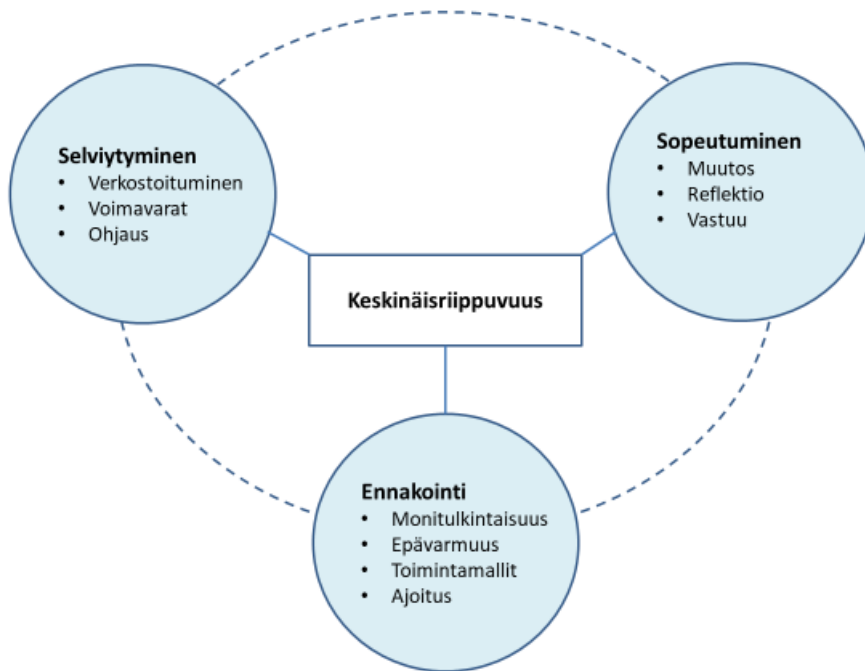 Selviytyminen
• Verkostoituminen
• Voimavarat
• Ohjaus
Sopeutuminen
• Muutos
• Reflektio
• Vastuu
Keskinäisriippuvuus
Ennakointi
• Monitulkintaisuus
• Epävarmuus
• Toimintamallit
• Ajoitus